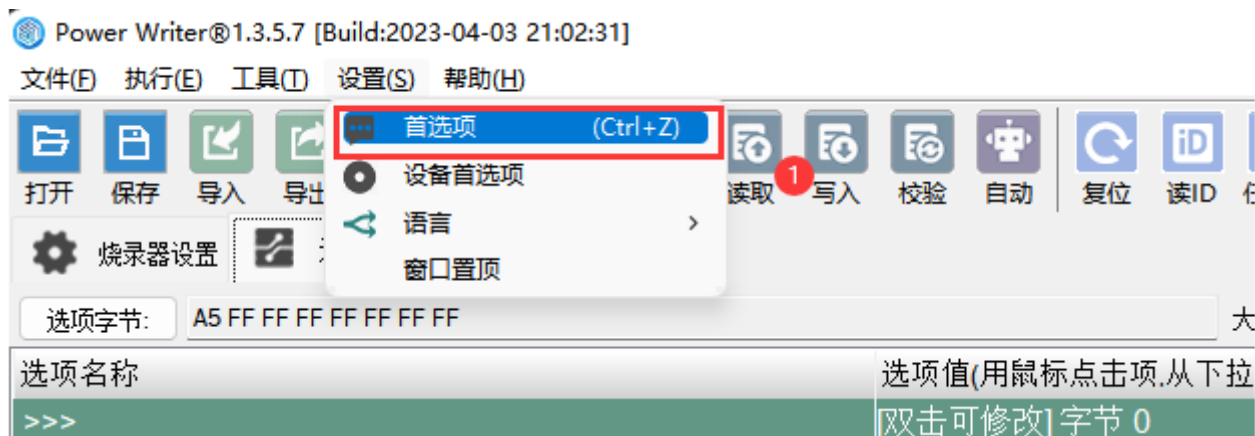 Power Writer®1.3.5.7 [Build:2023-04-03 21:02:31]
文件(F) 执行(E) 工具(T) 设置(S) 帮助(H)
首选项 (Ctrl+Z)
设备首选项
语言
窗口置顶
打开 保存 导入 导出 读取 1 写入 校验 自动 复位 读ID
烧录器设置
选项字节: A5 FF FF FF FF FF FF FF 大
选项名称 选项值(用鼠标点击项.从下拉
>>> [双击可修改] 字节 0